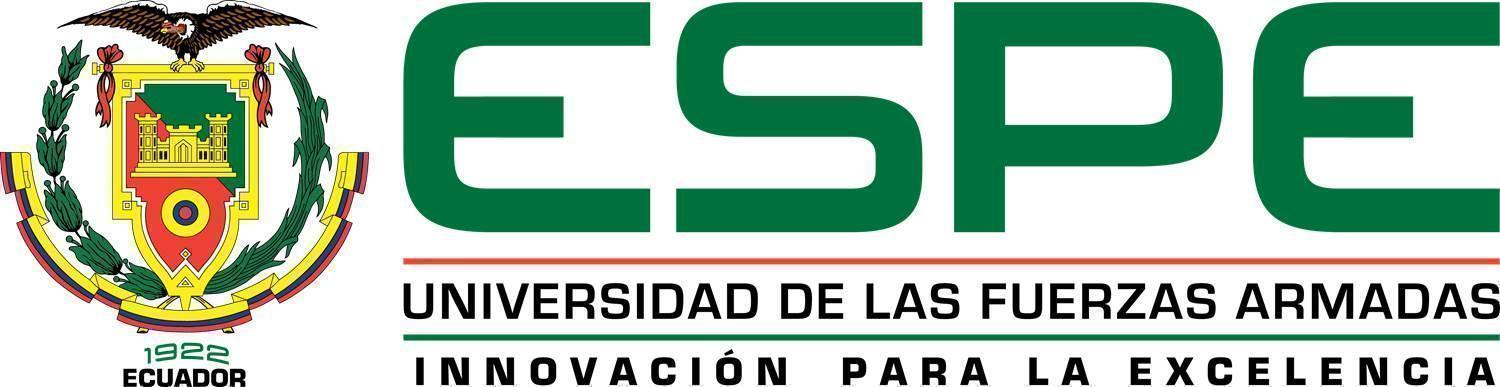 ESPE
UNIVERSIDAD DE LAS FUERZAS ARMADAS
INNOVACIÓN PARA LA EXCELENCIA
1922
ECUADOR